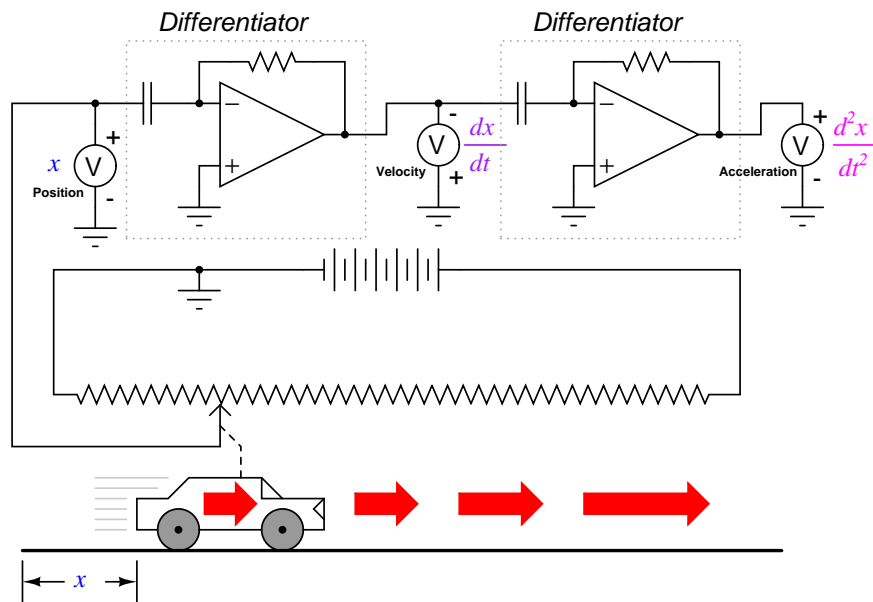 Differentiator
Differentiator
x
Position
+
V
-
−
+
-
V
+
Velocity
dx
dt
−
+
Acceleration
+
V
-
d²x
dt²
x